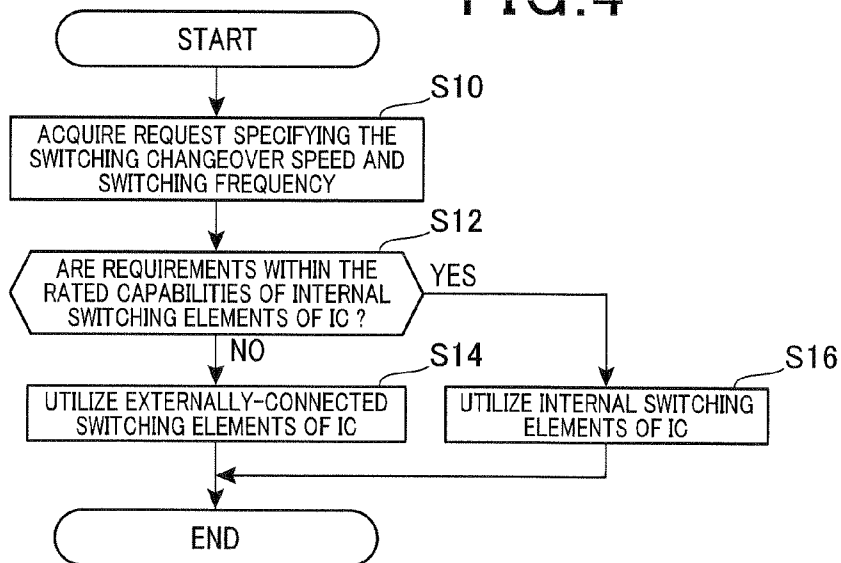 FIG.4
START
S10
ACQUIRE REQUEST SPECIFYING THE
SWITCHING CHANGEOVER SPEED AND
SWITCHING FREQUENCY
S12
ARE REQUIREMENTS WITHIN THE
RATED CAPABILITIES OF INTERNAL
SWITCHING ELEMENTS OF IC ?
YES
NO
S14
UTILIZE EXTERNALLY-CONNECTED
SWITCHING ELEMENTS OF IC
S16
UTILIZE INTERNAL SWITCHING
ELEMENTS OF IC
END